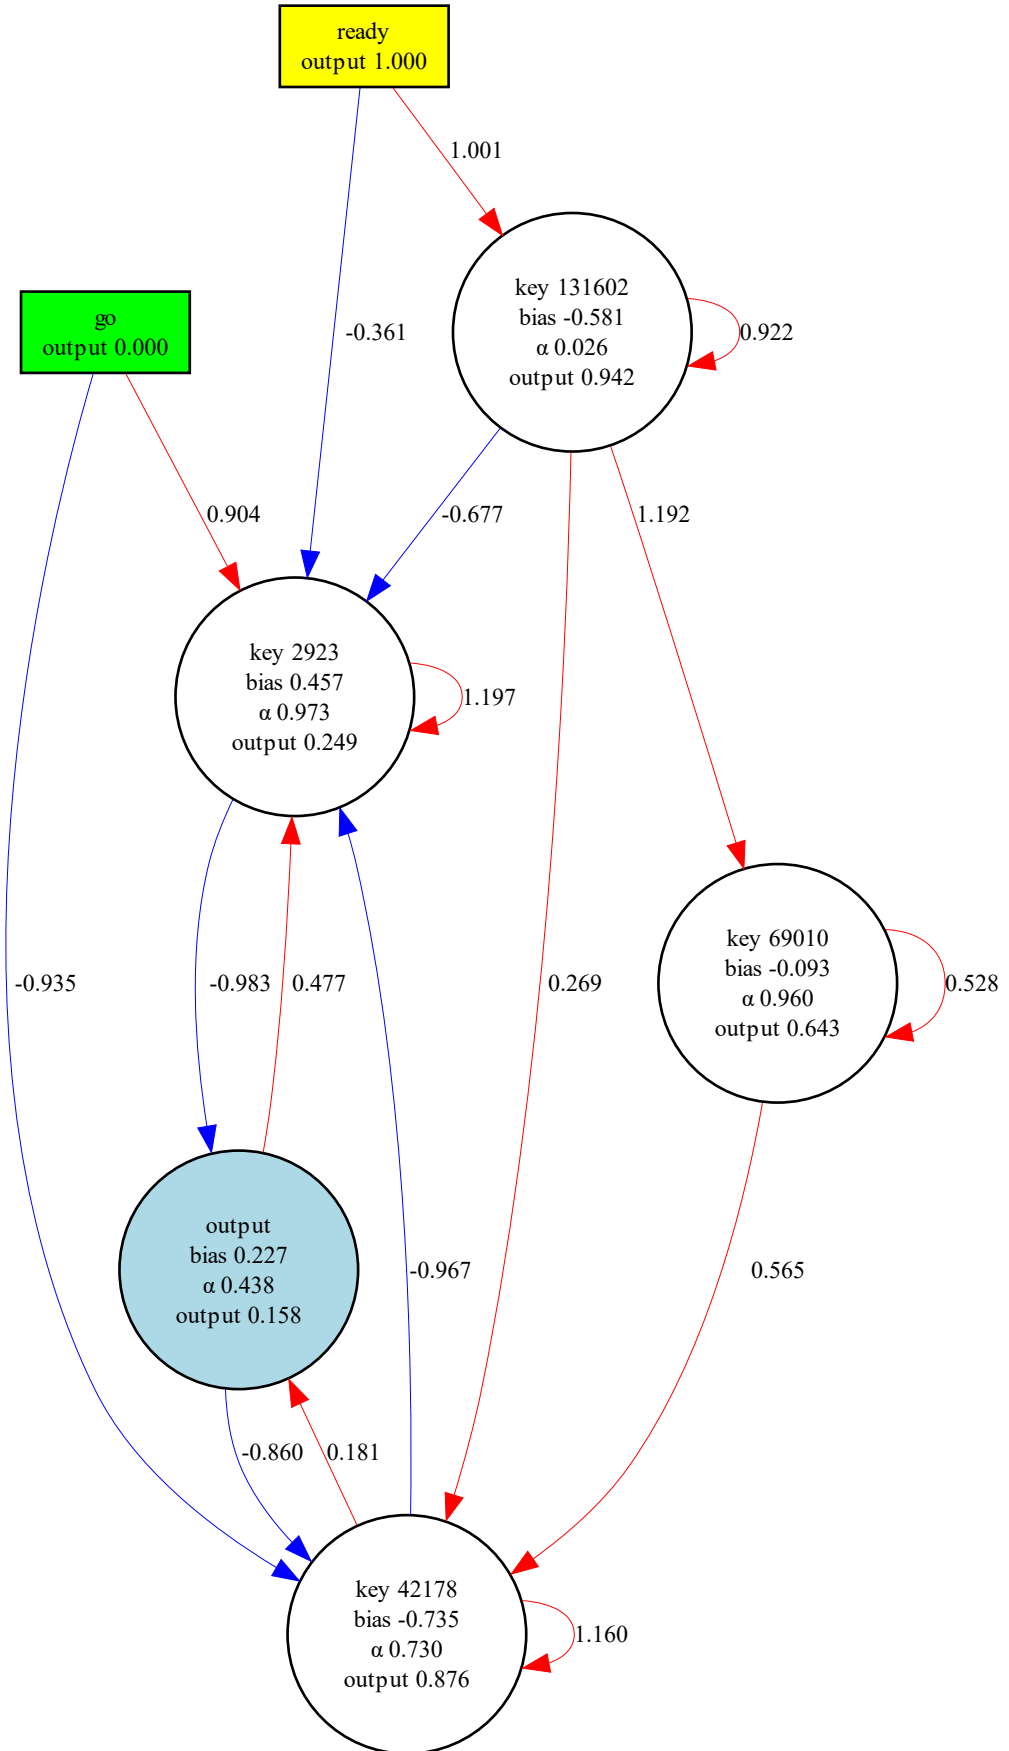 ready
output 1.000
1.001
key 131602
bias -0.581
α 0.026
output 0.942
0.922
go
output 0.000
-0.361
0.904
-0.677
1.192
key 2923
bias 0.457
α 0.973
output 0.249
1.197
key 69010
bias -0.093
α 0.960
output 0.643
0.528
-0.935
-0.983
0.477
0.269
output
bias 0.227
α 0.438
output 0.158
-0.967
0.565
-0.860
0.181
key 42178
bias -0.735
α 0.730
output 0.876
1.160